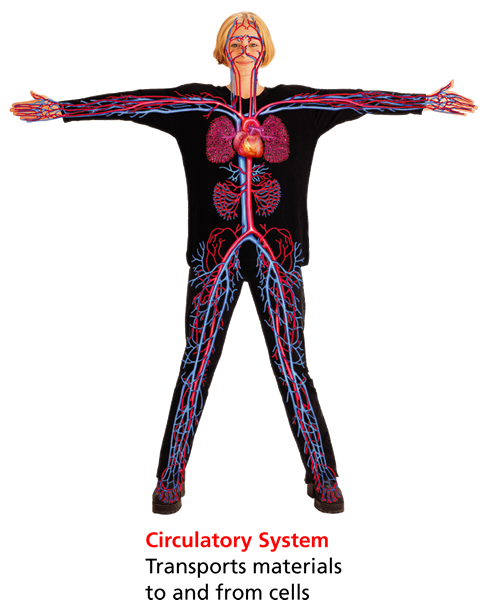 Circulatory System
Transports materials
to and from cells